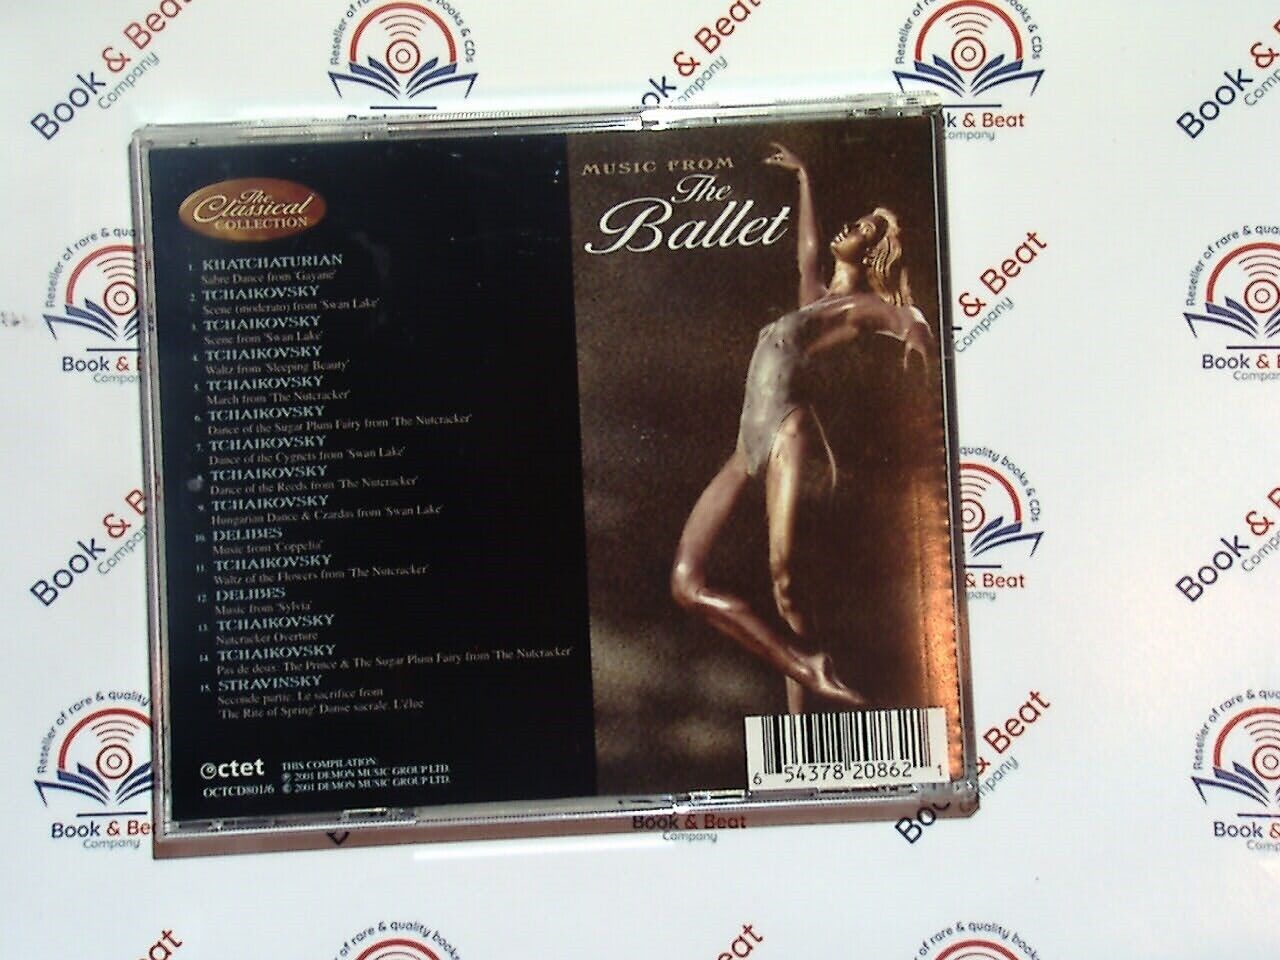 The
Classical
COLLECTION
1. KHATCHATURIAN
Sabre Dance from 'Gayane'
2. TCHAIKOVSKY
Scene (moderato) from 'Swan Lake'
3. TCHAIKOVSKY
Scene from 'Swan Lake'
4. TCHAIKOVSKY
Waltz from 'Sleeping Beauty'
5. TCHAIKOVSKY
March from 'The Nutcracker'
6. TCHAIKOVSKY
Dance of the Sugar Plum Fairy from 'The Nutcracker'
7. TCHAIKOVSKY
Dance of the Cygnets from 'Swan Lake'
TCHAIKOVSKY
Dance of the Reeds from 'The Nutcracker'
9. TCHAIKOVSKY
Hungarian Dance & Czardas from 'Swan Lake'
10. DELIBES
Music from 'Coppelia'
11. TCHAIKOVSKY
Waltz of the Flowers from 'The Nutcracker'
12. DELIBES
Music from 'Sylvia'
13. TCHAIKOVSKY
Nutcracker Overture
14. TCHAIKOVSKY
Pas de deux: The Prince & The Sugar Plum Fairy from 'The Nutcracker'
15. STRAVINSKY
Seconde partie. Le sacrifice from
'The Rite of Spring' Danse sacrale. L'élue
octet
OCTCD801/6
THIS COMPILATION:
℗ 2001 DEMON MUSIC GROUP LTD.
© 2001 DEMON MUSIC GROUP LTD.
MUSIC FROM
The
Ballet
6 54378 20862 1
Book & Beat
Company
Reseller of rare & quality books & CDs
Book & Beat
Company